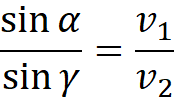 sin α / sin γ = v₁ / v₂